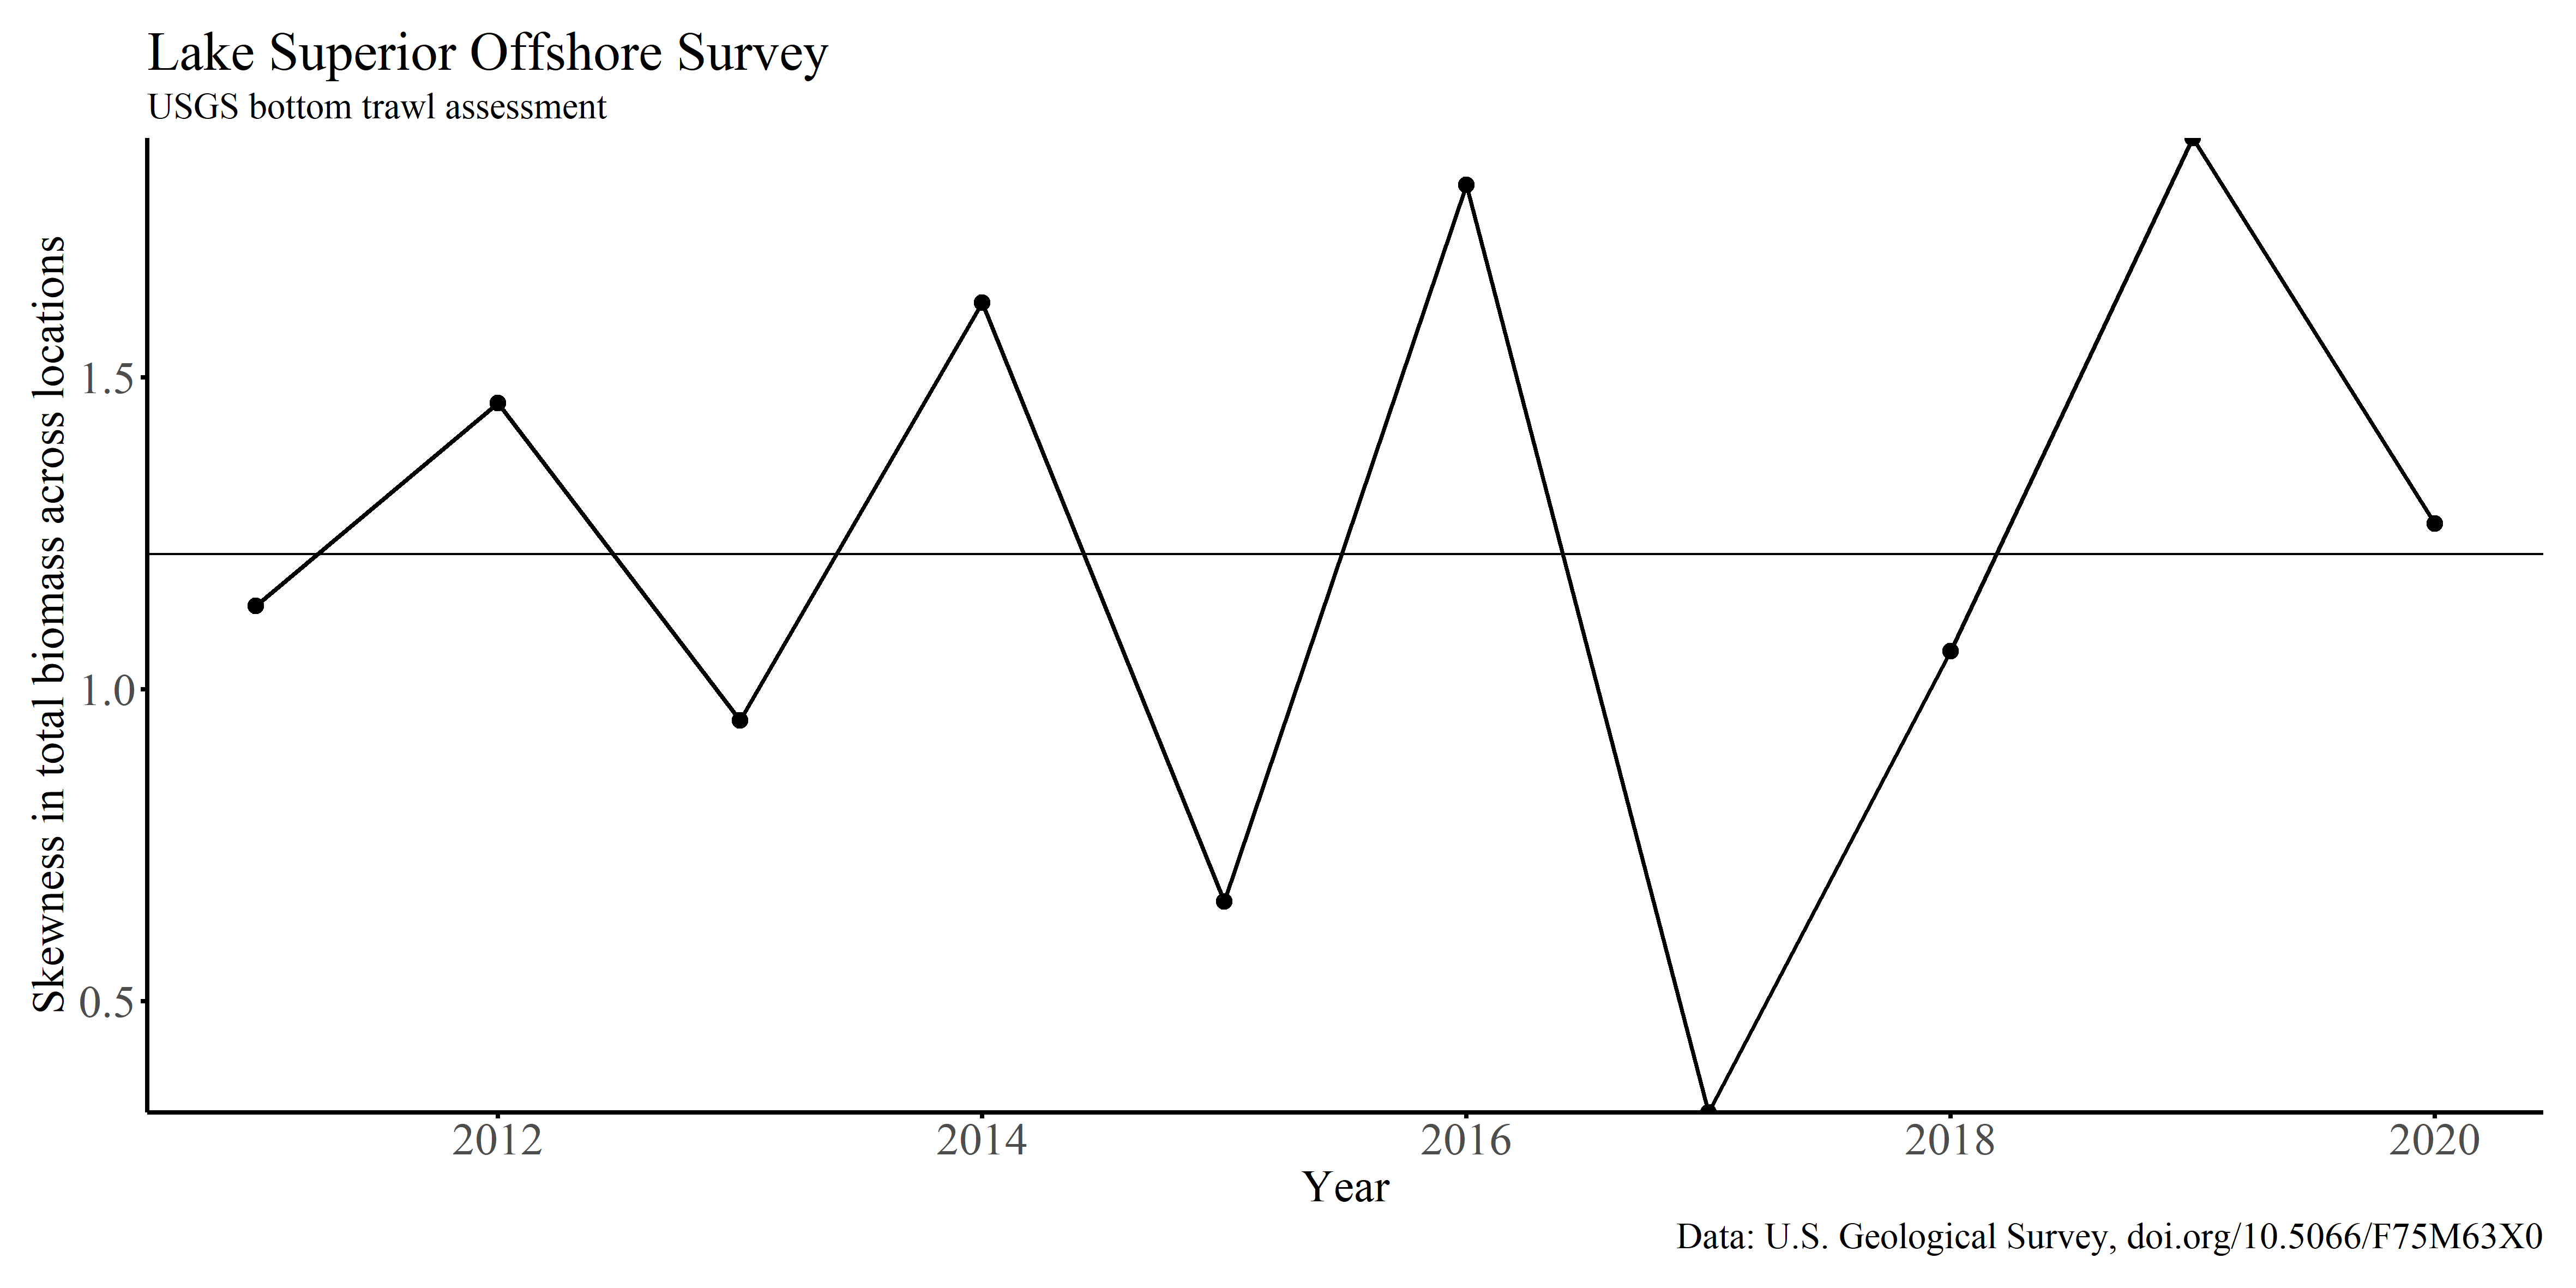 Lake Superior Offshore Survey
USGS bottom trawl assessment
Skewness in total biomass across locations
1.5
1.0
0.5
2012 2014 2016 2018 2020
Year
Data: U.S. Geological Survey, doi.org/10.5066/F75M63X0